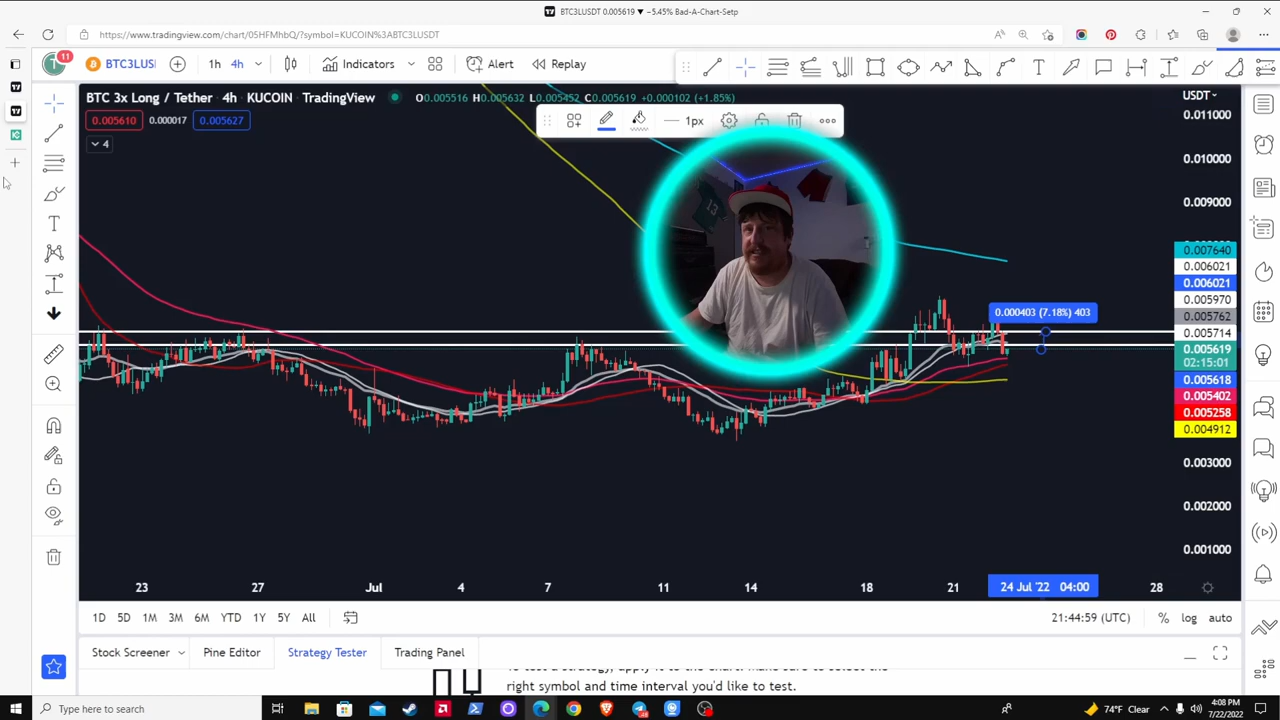 BTC3LUSDT 0.005619 ▼ −5.45% Bad-A-Chart-Setp
https://www.tradingview.com/chart/05HFMhbQ/?symbol=KUCOIN%3ABTC3LUSDT
11
BTC3LUSI
1h
4h
Indicators
Alert
Replay
BTC 3x Long / Tether 4h KUCOIN TradingView
O0.005516 H0.005632 L0.005452 C0.005619 +0.000102 (+1.85%)
USDT
0.005610
0.000017
0.005627
1px
4
13
0.011000
0.010000
0.009000
0.007640
0.006021
0.006021
0.005970
0.005762
0.005714
0.005619
02:15:01
0.005618
0.005402
0.005258
0.004912
0.003000
0.002000
0.001000
0.000403 (7.18%) 403
23
27
Jul
4
7
11
14
18
21
24 Jul '22 04:00
28
1D 5D 1M 3M 6M YTD 1Y 5Y All
21:44:59 (UTC)
% log auto
Stock Screener
Pine Editor
Strategy Tester
Trading Panel
right symbol and time interval you'd like to test.
Type here to search
74°F Clear
4:08 PM
7/22/2022